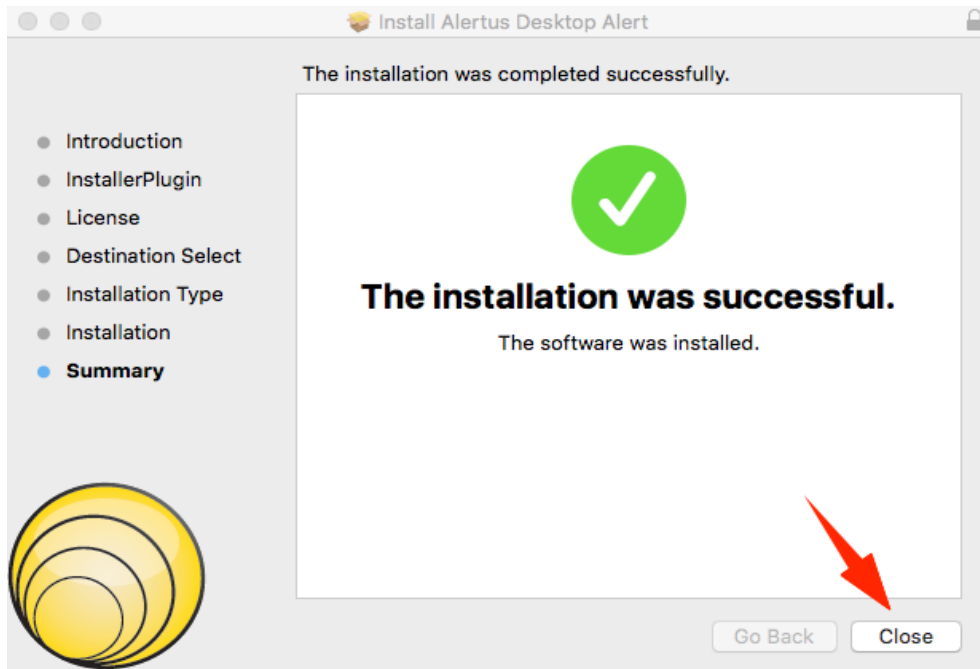 Install Alertus Desktop Alert
The installation was completed successfully.
Introduction
InstallerPlugin
License
Destination Select
Installation Type
Installation
Summary
The installation was successful.
The software was installed.
Go Back
Close